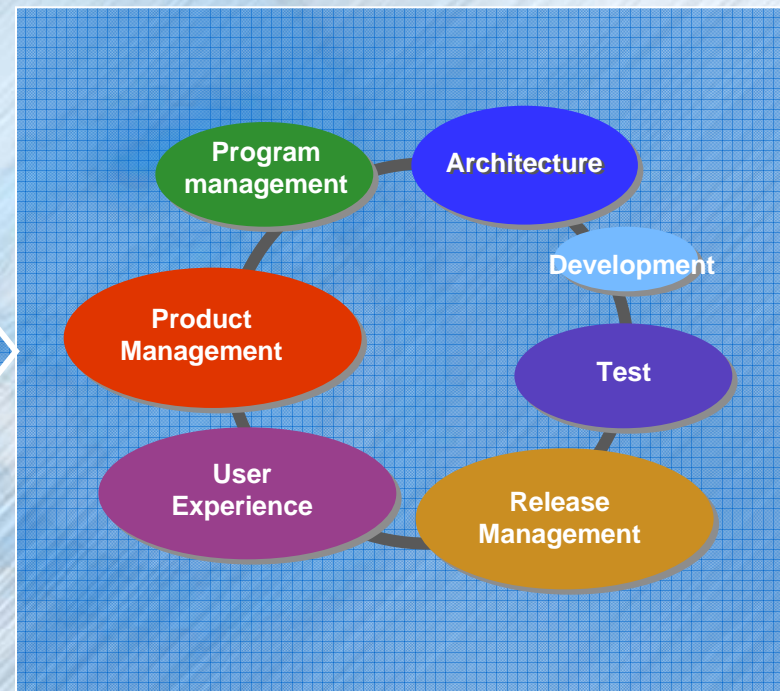 Program
management
Architecture
Development
Product
Management
Test
User
Experience
Release
Management